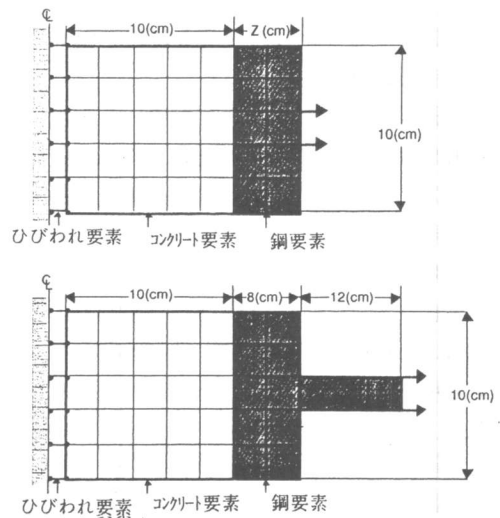 ℄
10(cm) Z(cm)
10(cm)
ひびわれ要素 コンクリート要素 鋼要素
℄
10(cm) 8(cm) 12(cm)
10(cm)
ひびわれ要素 コンクリート要素 鋼要素